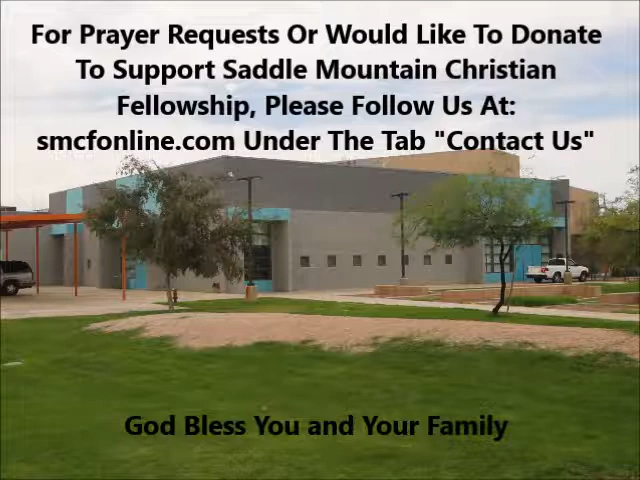 For Prayer Requests Or Would Like To Donate
To Support Saddle Mountain Christian
Fellowship, Please Follow Us At:
smcfonline.com Under The Tab "Contact Us"
God Bless You and Your Family